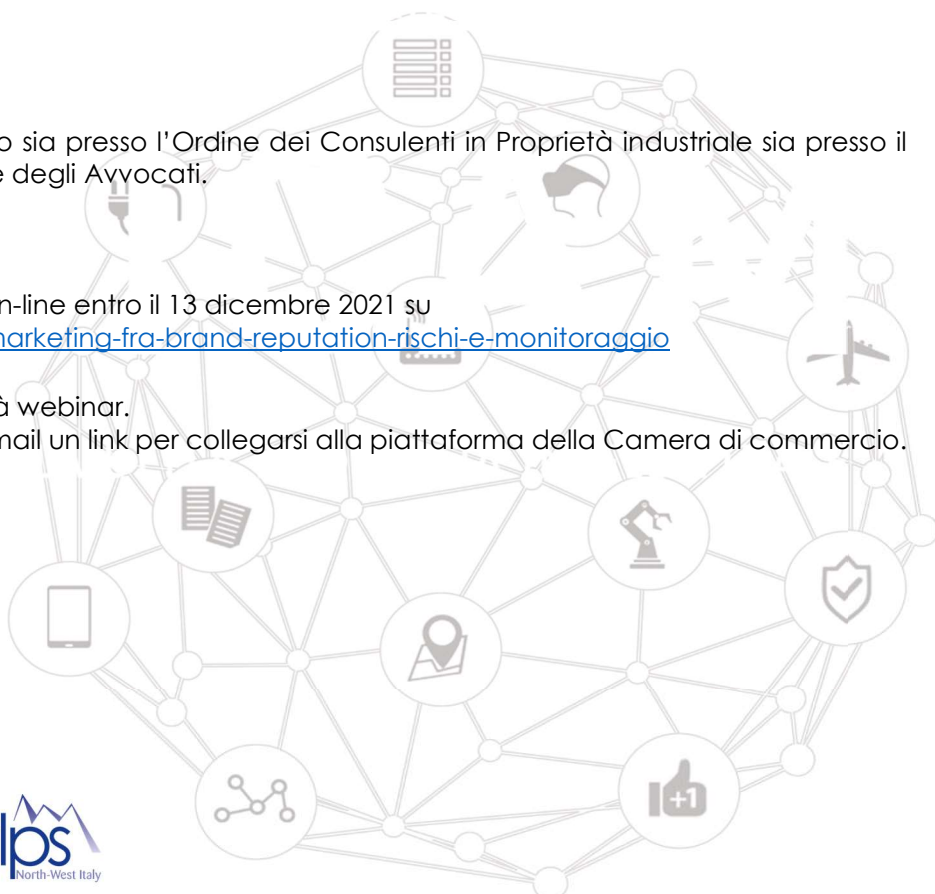 o sia presso l'Ordine dei Consulenti in Proprietà industriale sia presso il
e degli Avvocati.
n-line entro il 13 dicembre 2021 su
marketing-fra-brand-reputation-rischi-e-monitoraggio
à webinar.
mail un link per collegarsi alla piattaforma della Camera di commercio.
+1
lps
North-West Italy